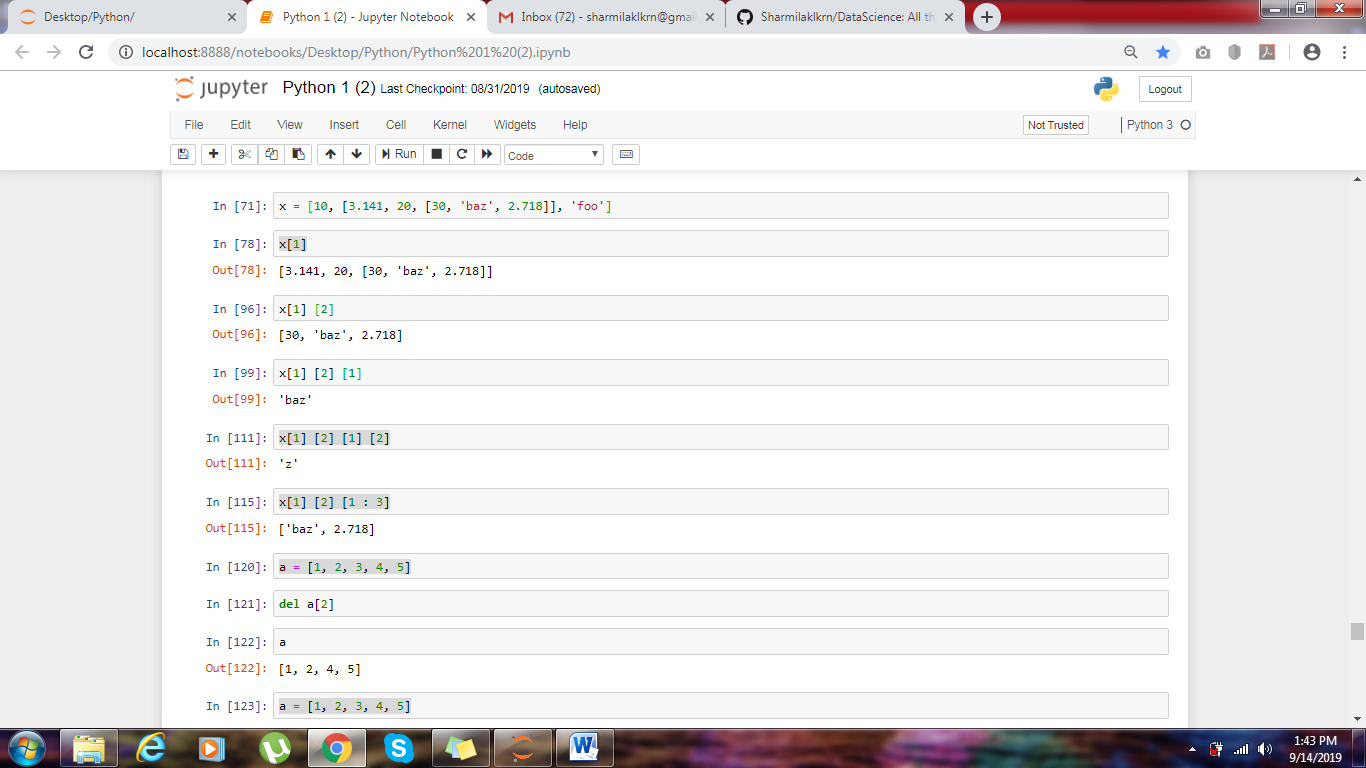 Desktop/Python/
Python 1 (2) - Jupyter Notebook
Inbox (72) - sharmilaklkrn@gmai
Sharmilaklkrn/DataScience: All th
localhost:8888/notebooks/Desktop/Python/Python%201%20(2).ipynb
jupyter Python 1 (2) Last Checkpoint: 08/31/2019 (autosaved)
Logout
File Edit View Insert Cell Kernel Widgets Help
Not Trusted
Python 3
Run
Code
In [71]: x = [10, [3.141, 20, [30, 'baz', 2.718]], 'foo']
In [78]: x[1]
Out[78]: [3.141, 20, [30, 'baz', 2.718]]
In [96]: x[1] [2]
Out[96]: [30, 'baz', 2.718]
In [99]: x[1] [2] [1]
Out[99]: 'baz'
In [111]: x[1] [2] [1] [2]
Out[111]: 'z'
In [115]: x[1] [2] [1 : 3]
Out[115]: ['baz', 2.718]
In [120]: a = [1, 2, 3, 4, 5]
In [121]: del a[2]
In [122]: a
Out[122]: [1, 2, 4, 5]
In [123]: a = [1, 2, 3, 4, 5]
1:43 PM
9/14/2019